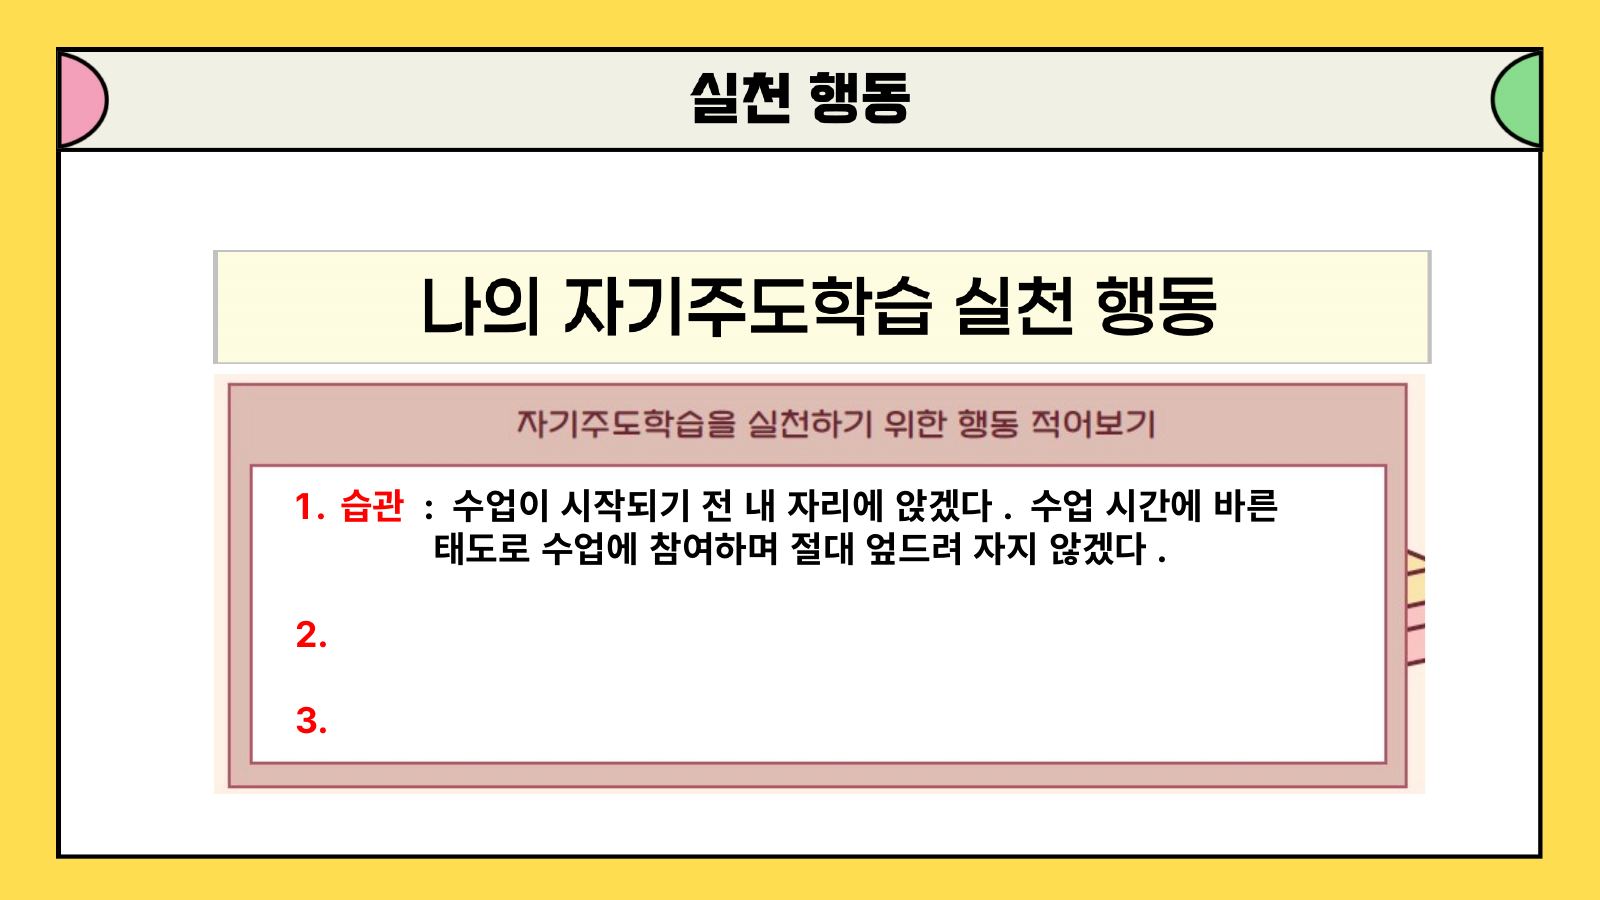 실천 행동
나의 자기주도학습 실천 행동
자기주도학습을 실천하기 위한 행동 적어보기
1. 습관 : 수업이 시작되기 전 내 자리에 앉겠다 . 수업 시간에 바른
태도로 수업에 참여하며 절대 엎드려 자지 않겠다 .
2.
3.